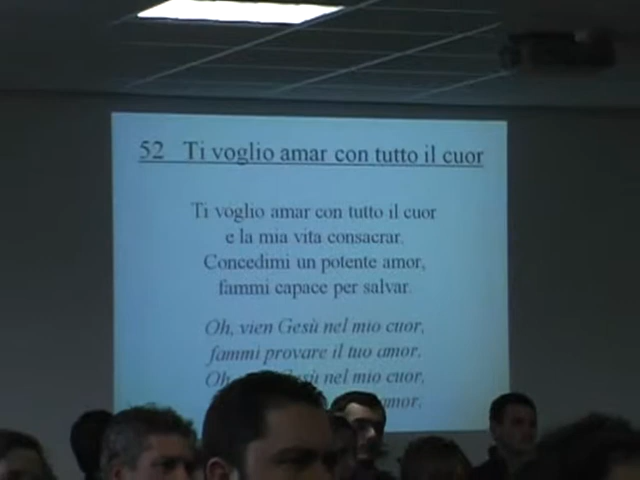 52 Ti voglio amar con tutto il cuor
Ti voglio amar con tutto il cuor
e la mia vita consacrar.
Concedimi un potente amor,
fammi capace per salvar.
Oh, vien Gesù nel mio cuor,
fammi provare il tuo amor.
Oh, Gesù nel mio cuor,
amor.